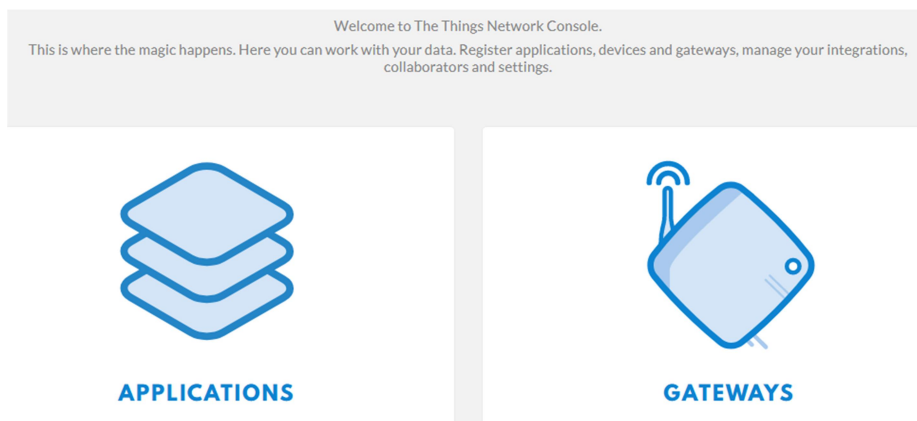 Welcome to The Things Network Console.
This is where the magic happens. Here you can work with your data. Register applications, devices and gateways, manage your integrations,
collaborators and settings.
APPLICATIONS
GATEWAYS